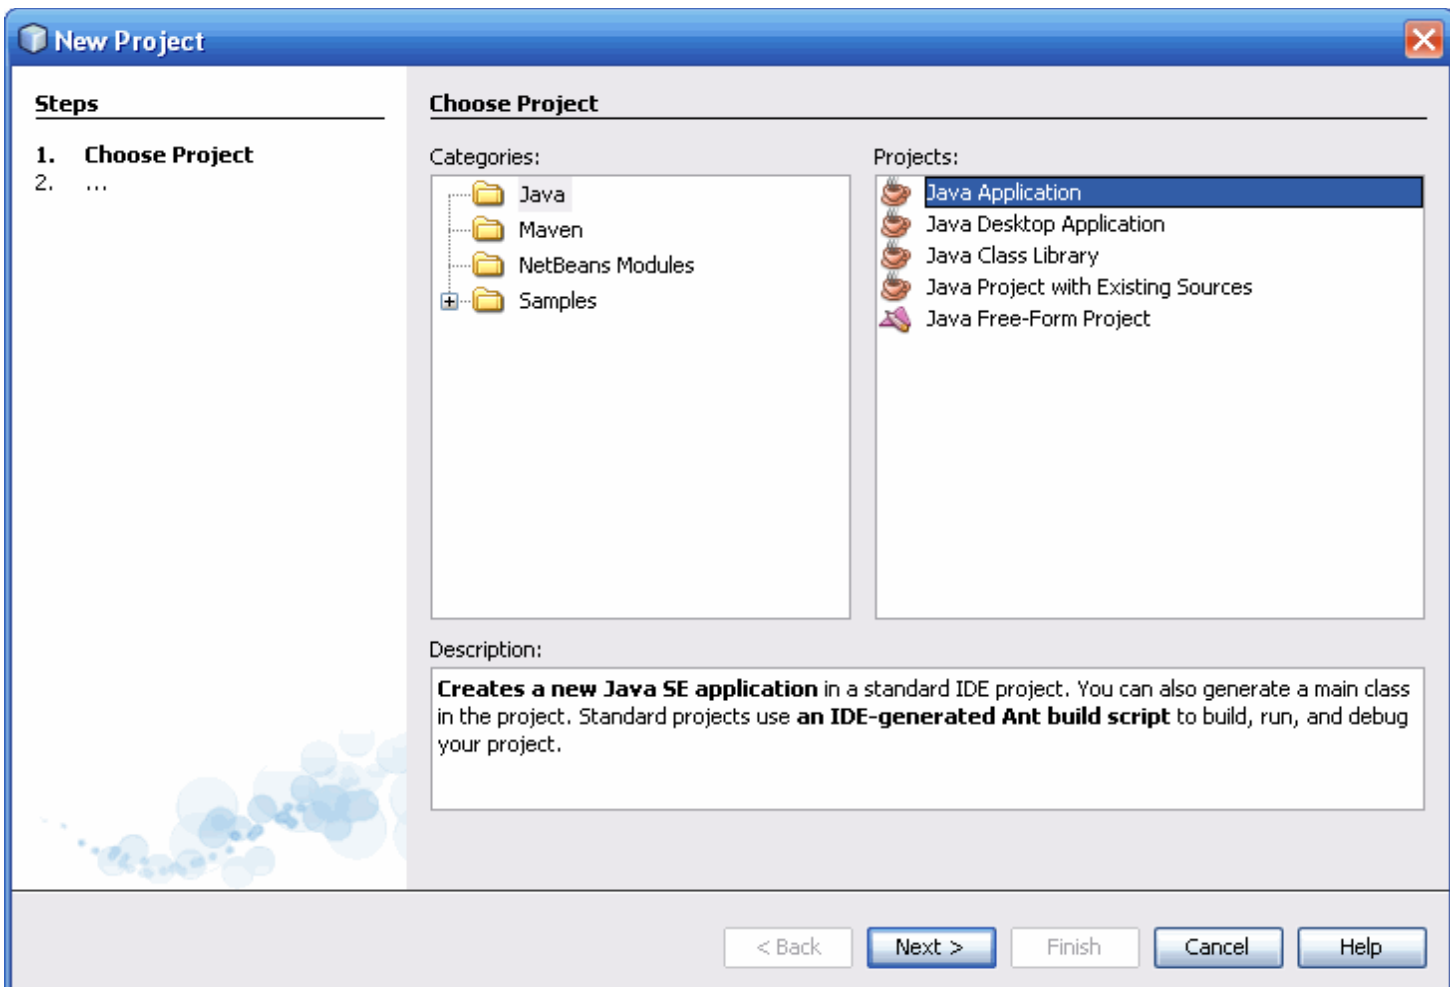 New Project
Steps
1. Choose Project
2. ...
Choose Project
Categories:
Java
Maven
NetBeans Modules
Samples
Projects:
Java Application
Java Desktop Application
Java Class Library
Java Project with Existing Sources
Java Free-Form Project
Description:
Creates a new Java SE application in a standard IDE project. You can also generate a main class
in the project. Standard projects use an IDE-generated Ant build script to build, run, and debug
your project.
< Back
Next >
Finish
Cancel
Help